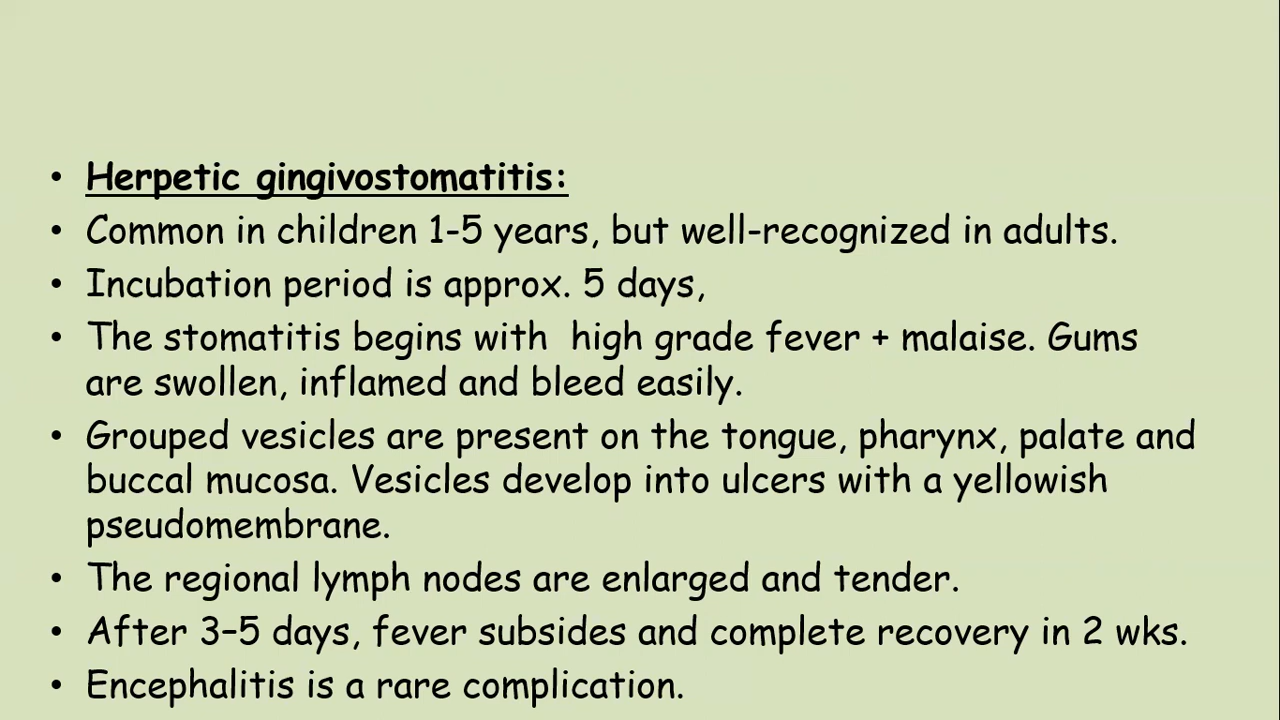 • Herpetic gingivostomatitis:
• Common in children 1-5 years, but well-recognized in adults.
• Incubation period is approx. 5 days,
• The stomatitis begins with  high grade fever + malaise. Gums
are swollen, inflamed and bleed easily.
• Grouped vesicles are present on the tongue, pharynx, palate and
buccal mucosa. Vesicles develop into ulcers with a yellowish
pseudomembrane.
• The regional lymph nodes are enlarged and tender.
• After 3–5 days, fever subsides and complete recovery in 2 wks.
• Encephalitis is a rare complication.